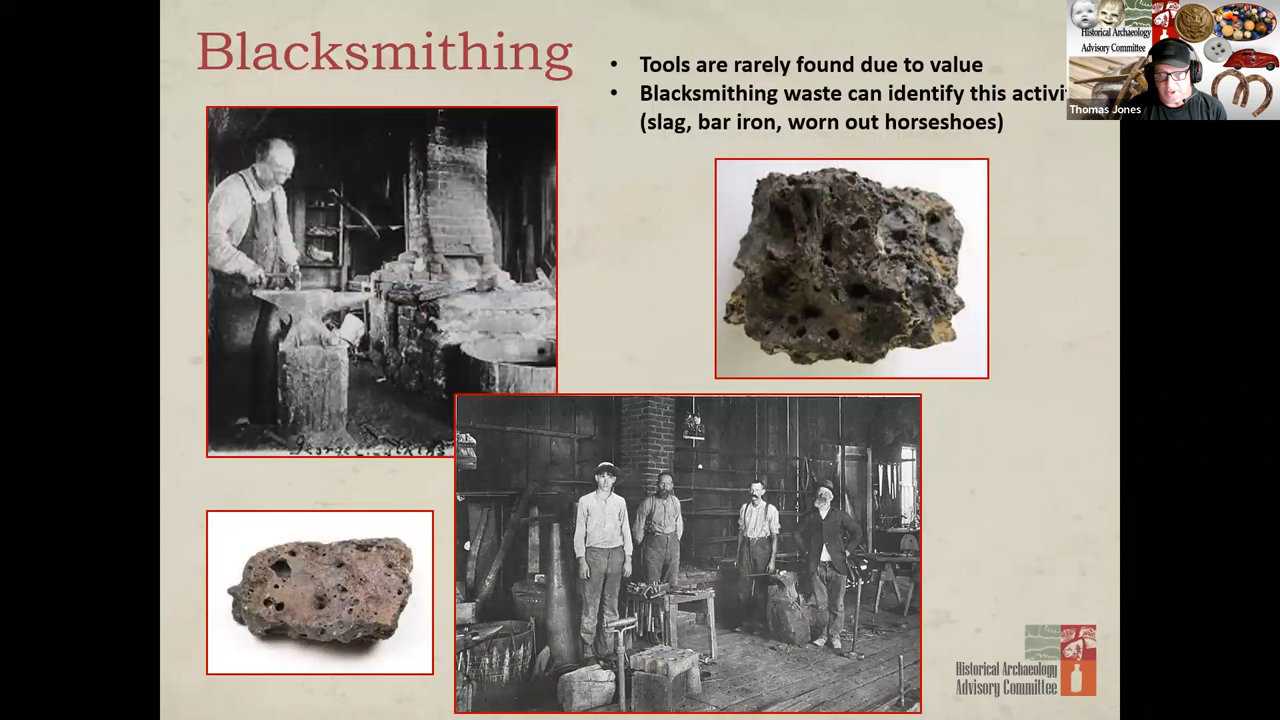 Blacksmithing
• Tools are rarely found due to value
• Blacksmithing waste can identify this activi
(slag, bar iron, worn out horseshoes)
Historical Archaeology
Advisory Committee
Thomas Jones
Historical Archaeology
Advisory Committee